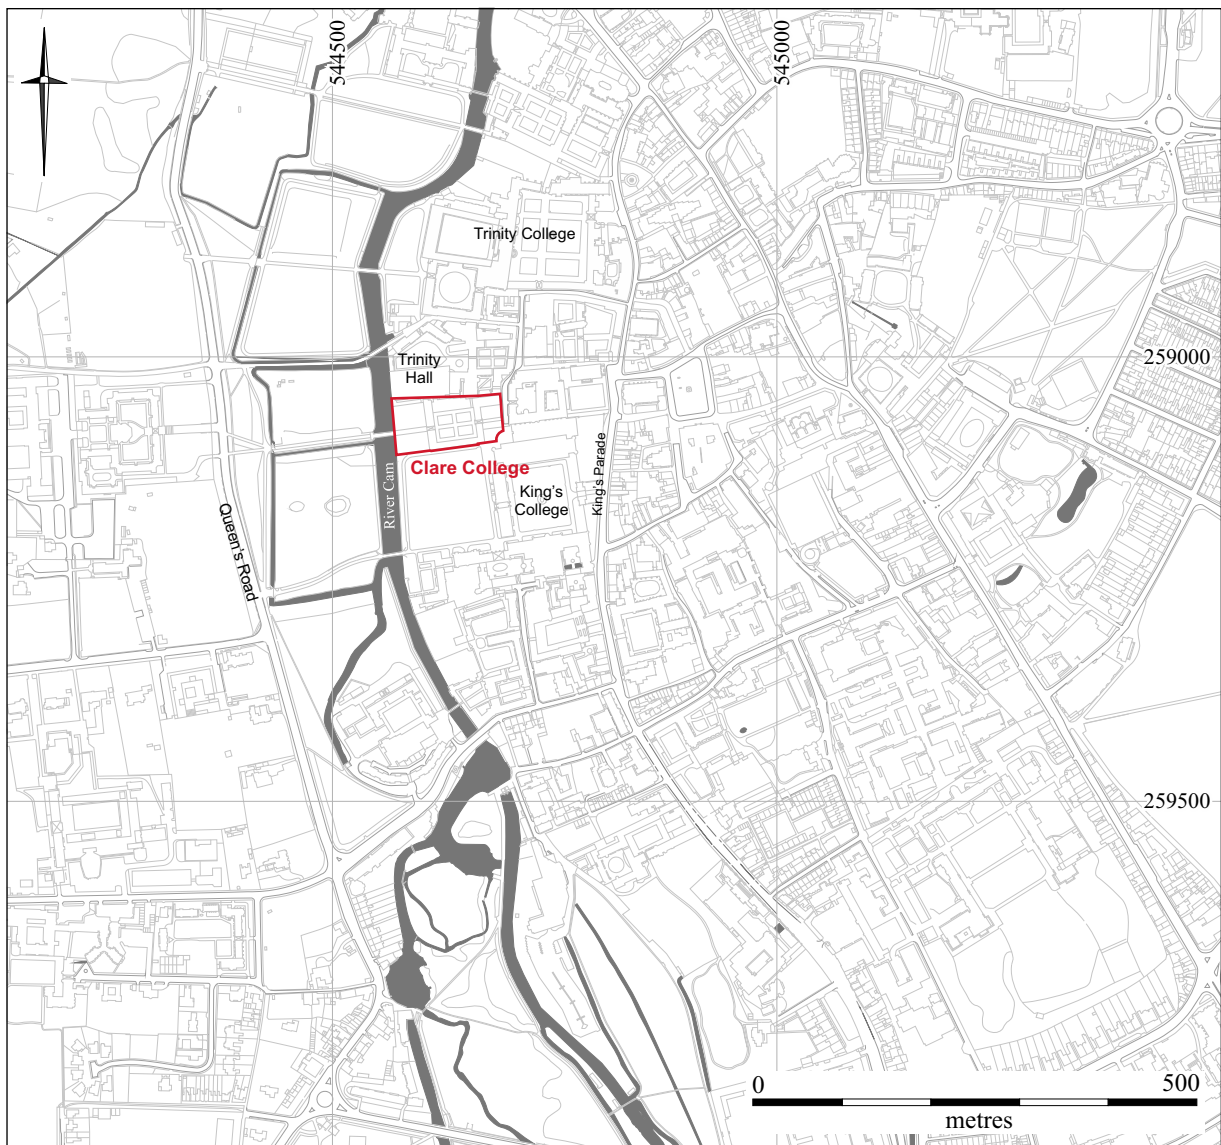 544500
545000
Trinity College
259000
Trinity
Hall
Clare College
King's Parade
River Cam
King's
College
Queen's Road
259500
0
500
metres